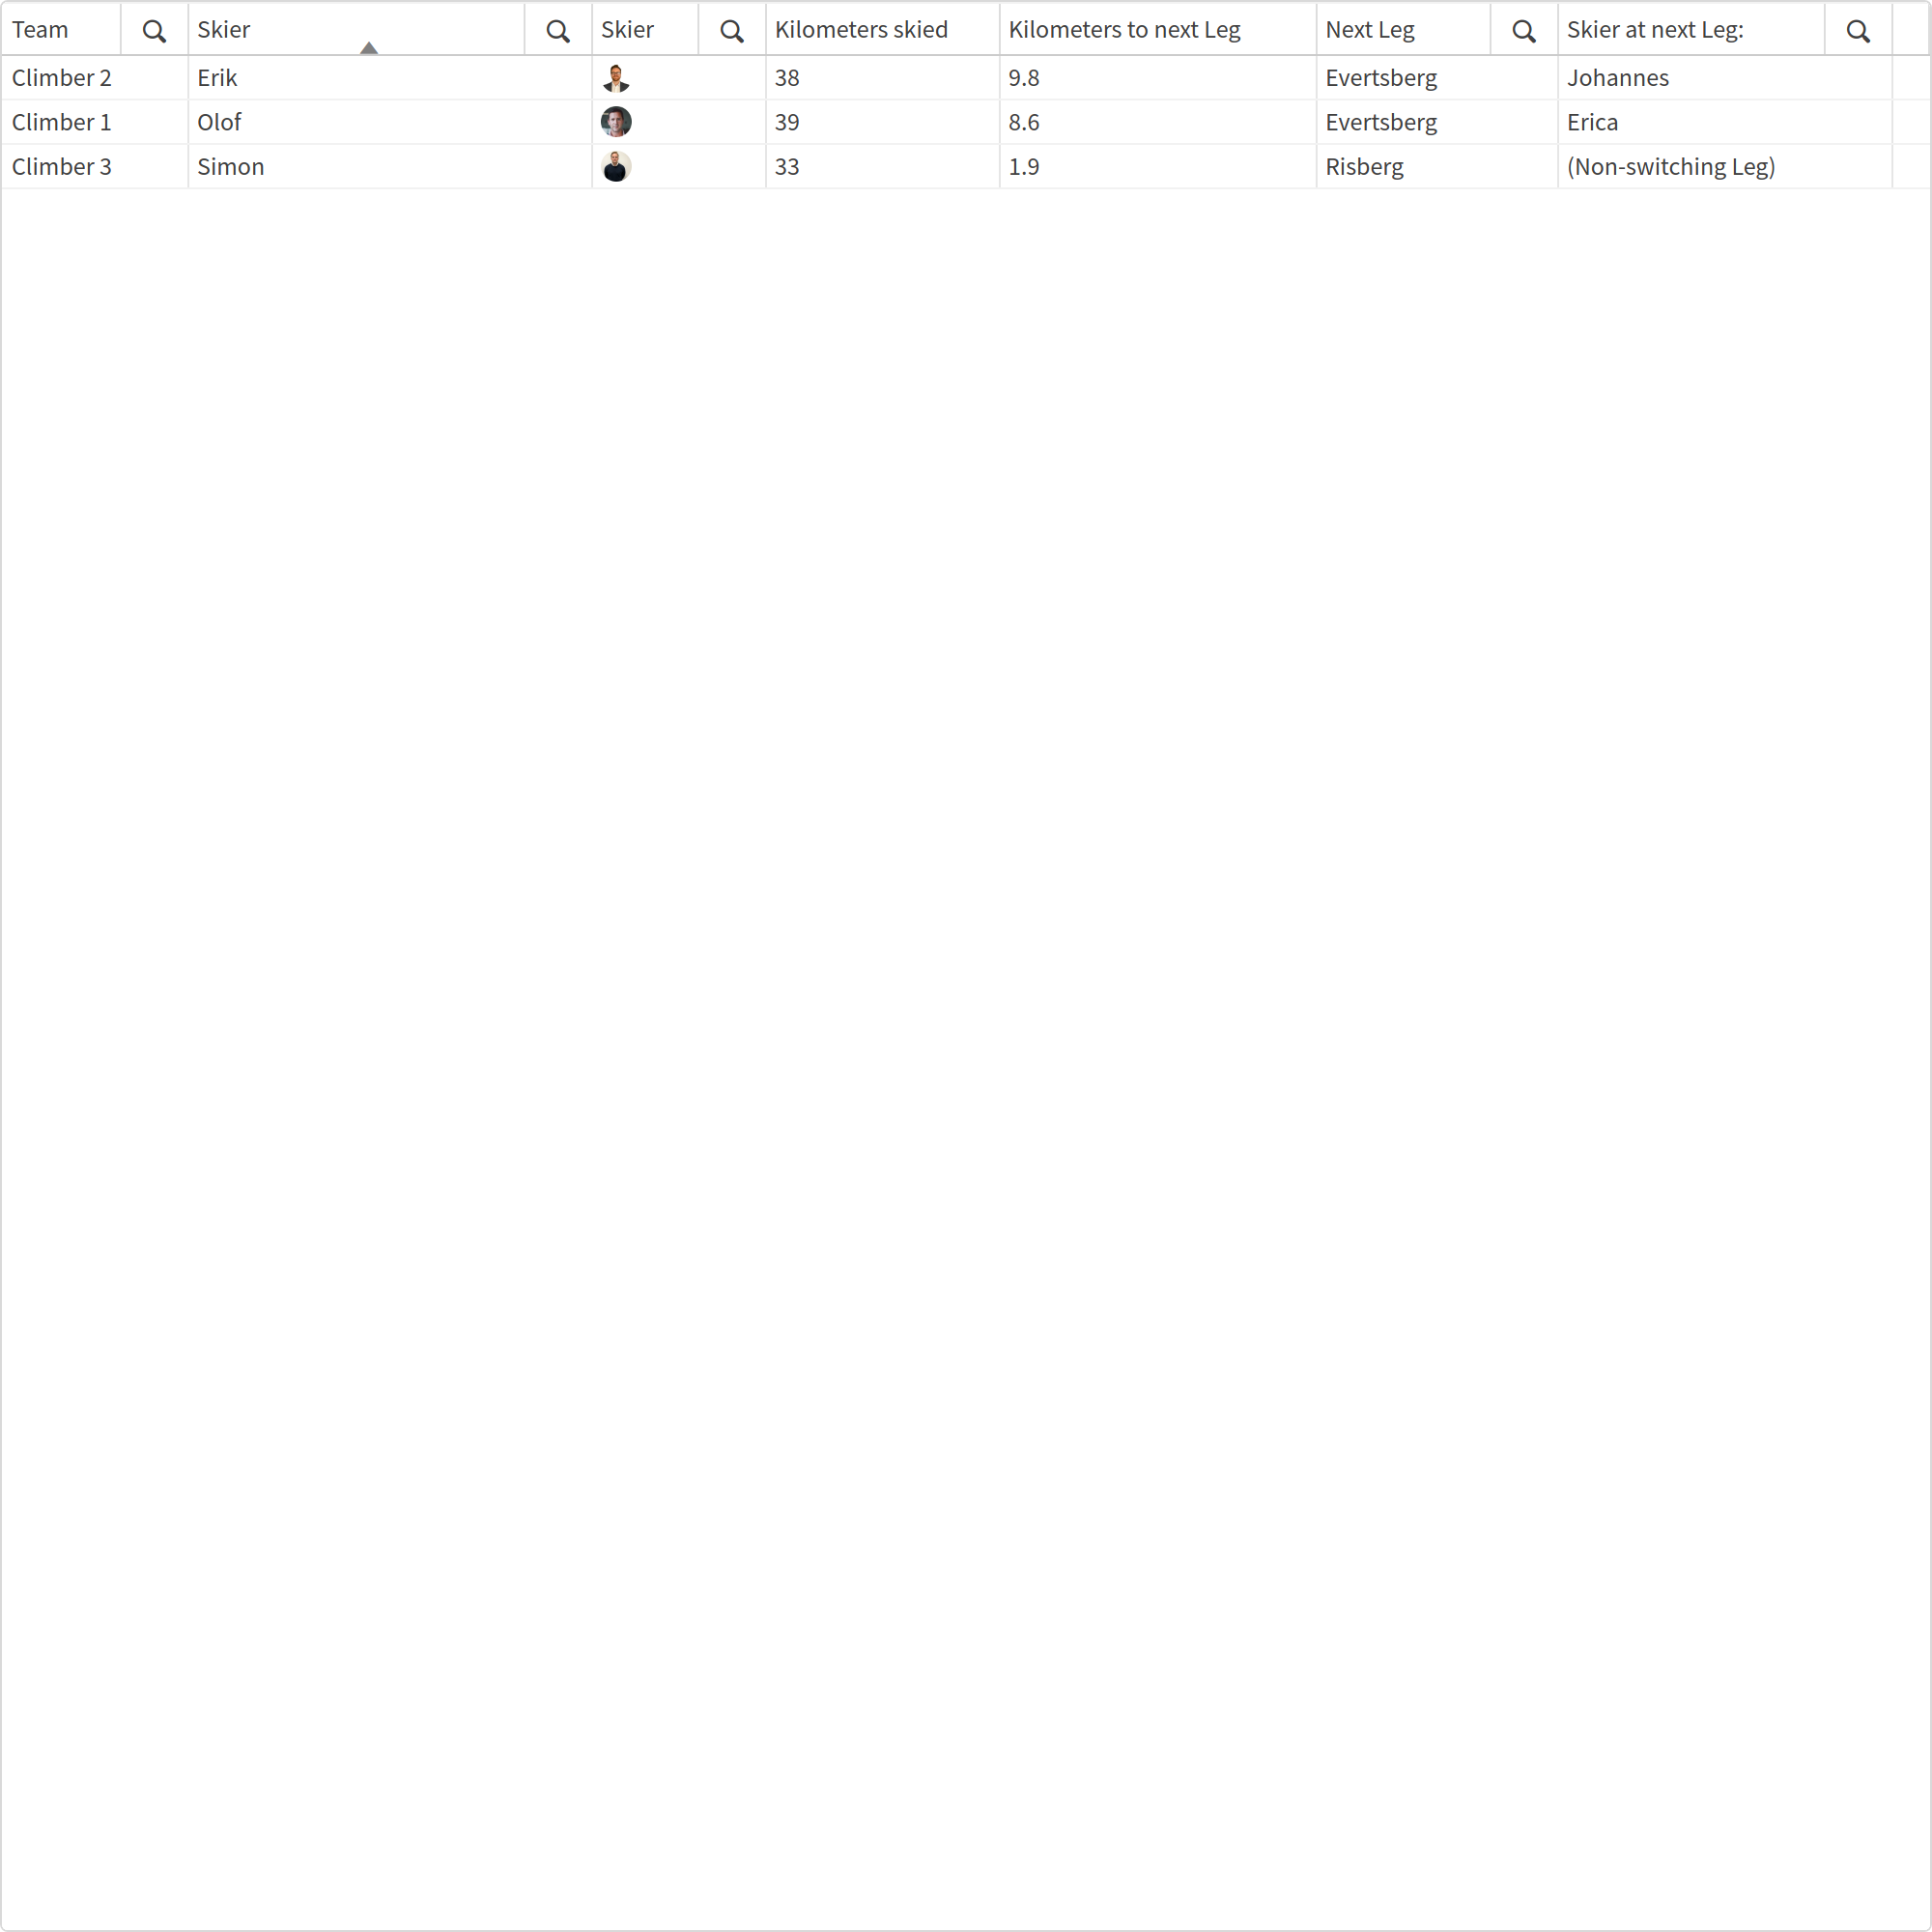 Team Skier Skier Kilometers skied Kilometers to next Leg Next Leg Skier at next Leg:
Climber 2 Erik 38 9.8 Evertsberg Johannes
Climber 1 Olof 39 8.6 Evertsberg Erica
Climber 3 Simon 33 1.9 Risberg (Non-switching Leg)